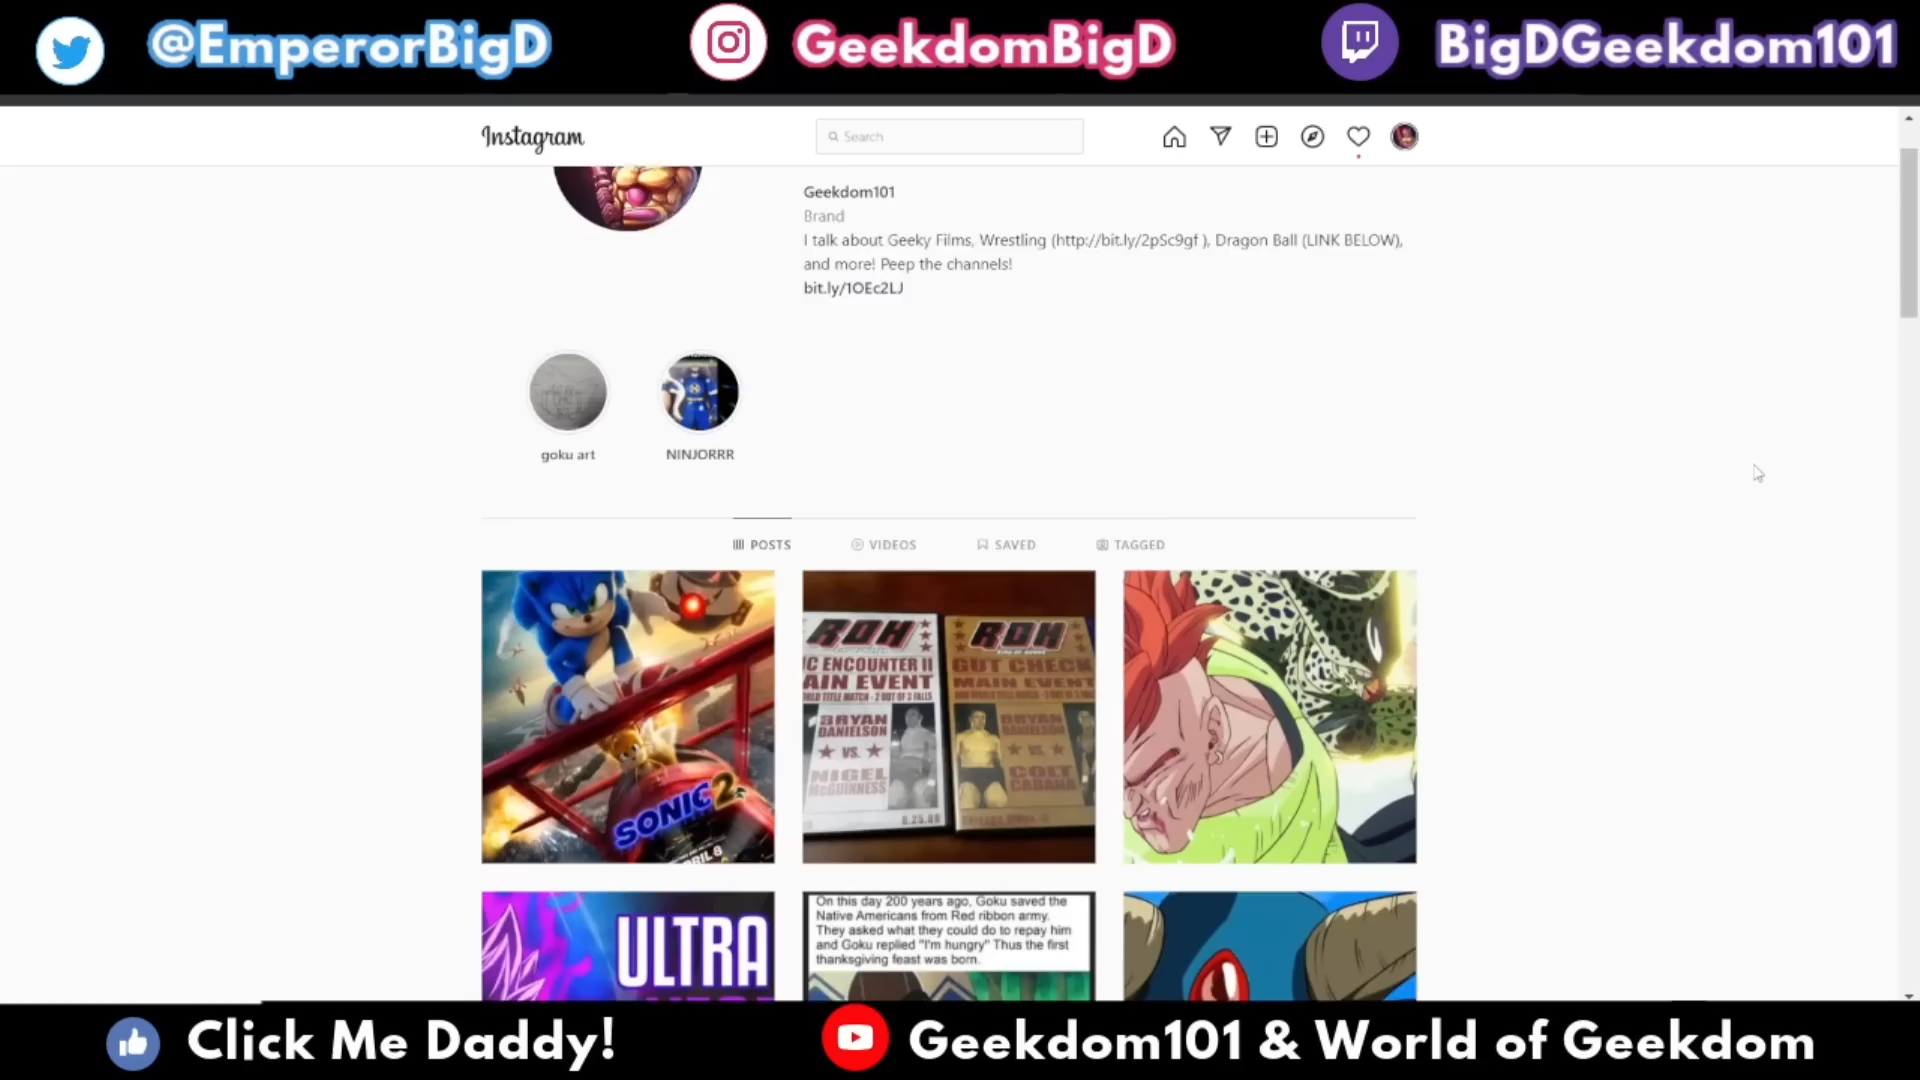 @EmperorBigD
GeekdomBigD
BigDGeekdom101
Instagram
Search
Geekdom101
Brand
I talk about Geeky Films, Wrestling (http://bit.ly/2pSc9gf ), Dragon Ball (LINK BELOW),
and more! Peep the channels!
bit.ly/1OEc2LJ
goku art
NINJORRR
POSTS
VIDEOS
SAVED
TAGGED
SONIC 2
ROH
C ENCOUNTER II
AIN EVENT
BRYAN
DANIELSON
VS.
NIGEL
McGUINNESS
ROH
GUT CHECK
MAIN EVENT
BRYAN
DANIELSON
VS.
COLT
CABANA
ULTRA
On this day 200 years ago, Goku saved the
Native Americans from Red ribbon army.
They asked what they could do to repay him
and Goku replied "I'm hungry" Thus the first
thanksgiving feast was born.
Click Me Daddy!
Geekdom101 & World of Geekdom